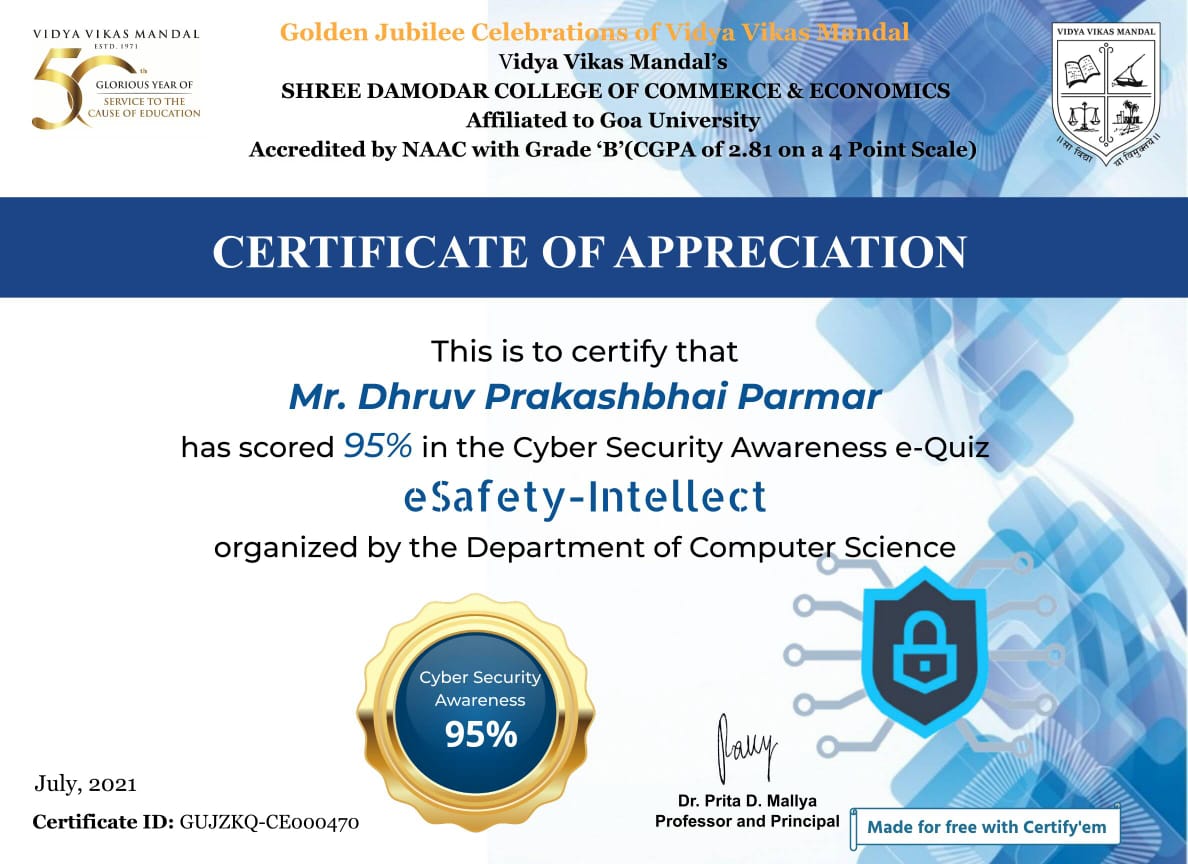 VIDYA VIKAS MANDAL
ESTD. 1971
50th
GLORIOUS YEAR OF
SERVICE TO THE
CAUSE OF EDUCATION
Golden Jubilee Celebrations of Vidya Vikas Mandal
Vidya Vikas Mandal's
SHREE DAMODAR COLLEGE OF COMMERCE & ECONOMICS
Affiliated to Goa University
Accredited by NAAC with Grade ‘B’(CGPA of 2.81 on a 4 Point Scale)
VIDYA VIKAS MANDAL
॥सा विद्या या विमुक्तये॥
CERTIFICATE OF APPRECIATION
This is to certify that
Mr. Dhruv Prakashbhai Parmar
has scored 95% in the Cyber Security Awareness e-Quiz
eSafety-Intellect
organized by the Department of Computer Science
Cyber Security
Awareness
95%
July, 2021
Certificate ID: GUJZKQ-CE000470
Dr. Prita D. Mallya
Professor and Principal
Made for free with Certify'em